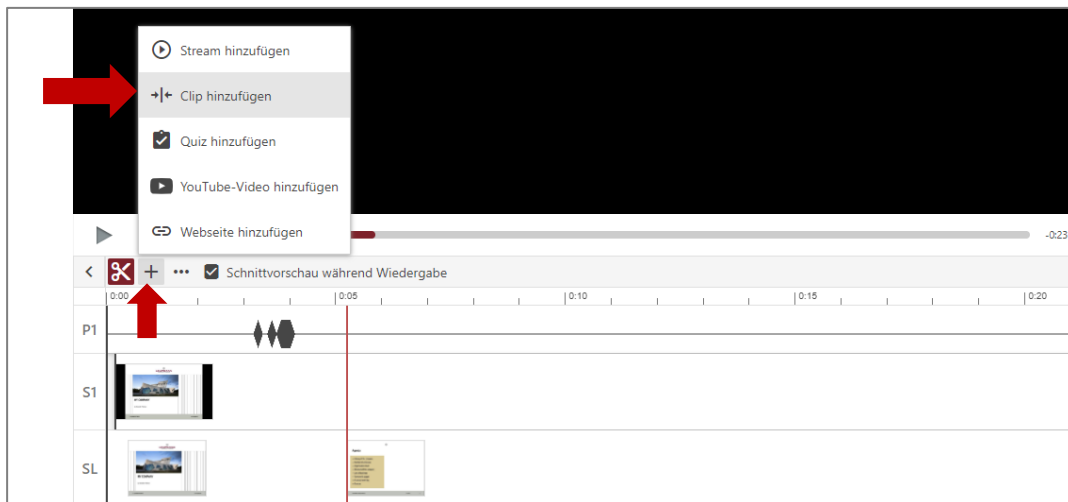 Stream hinzufügen
Clip hinzufügen
Quiz hinzufügen
YouTube-Video hinzufügen
Webseite hinzufügen
-0:23
Schnittvorschau während Wiedergabe
0:00 0:05 0:10 0:15 0:20
P1
S1
SL